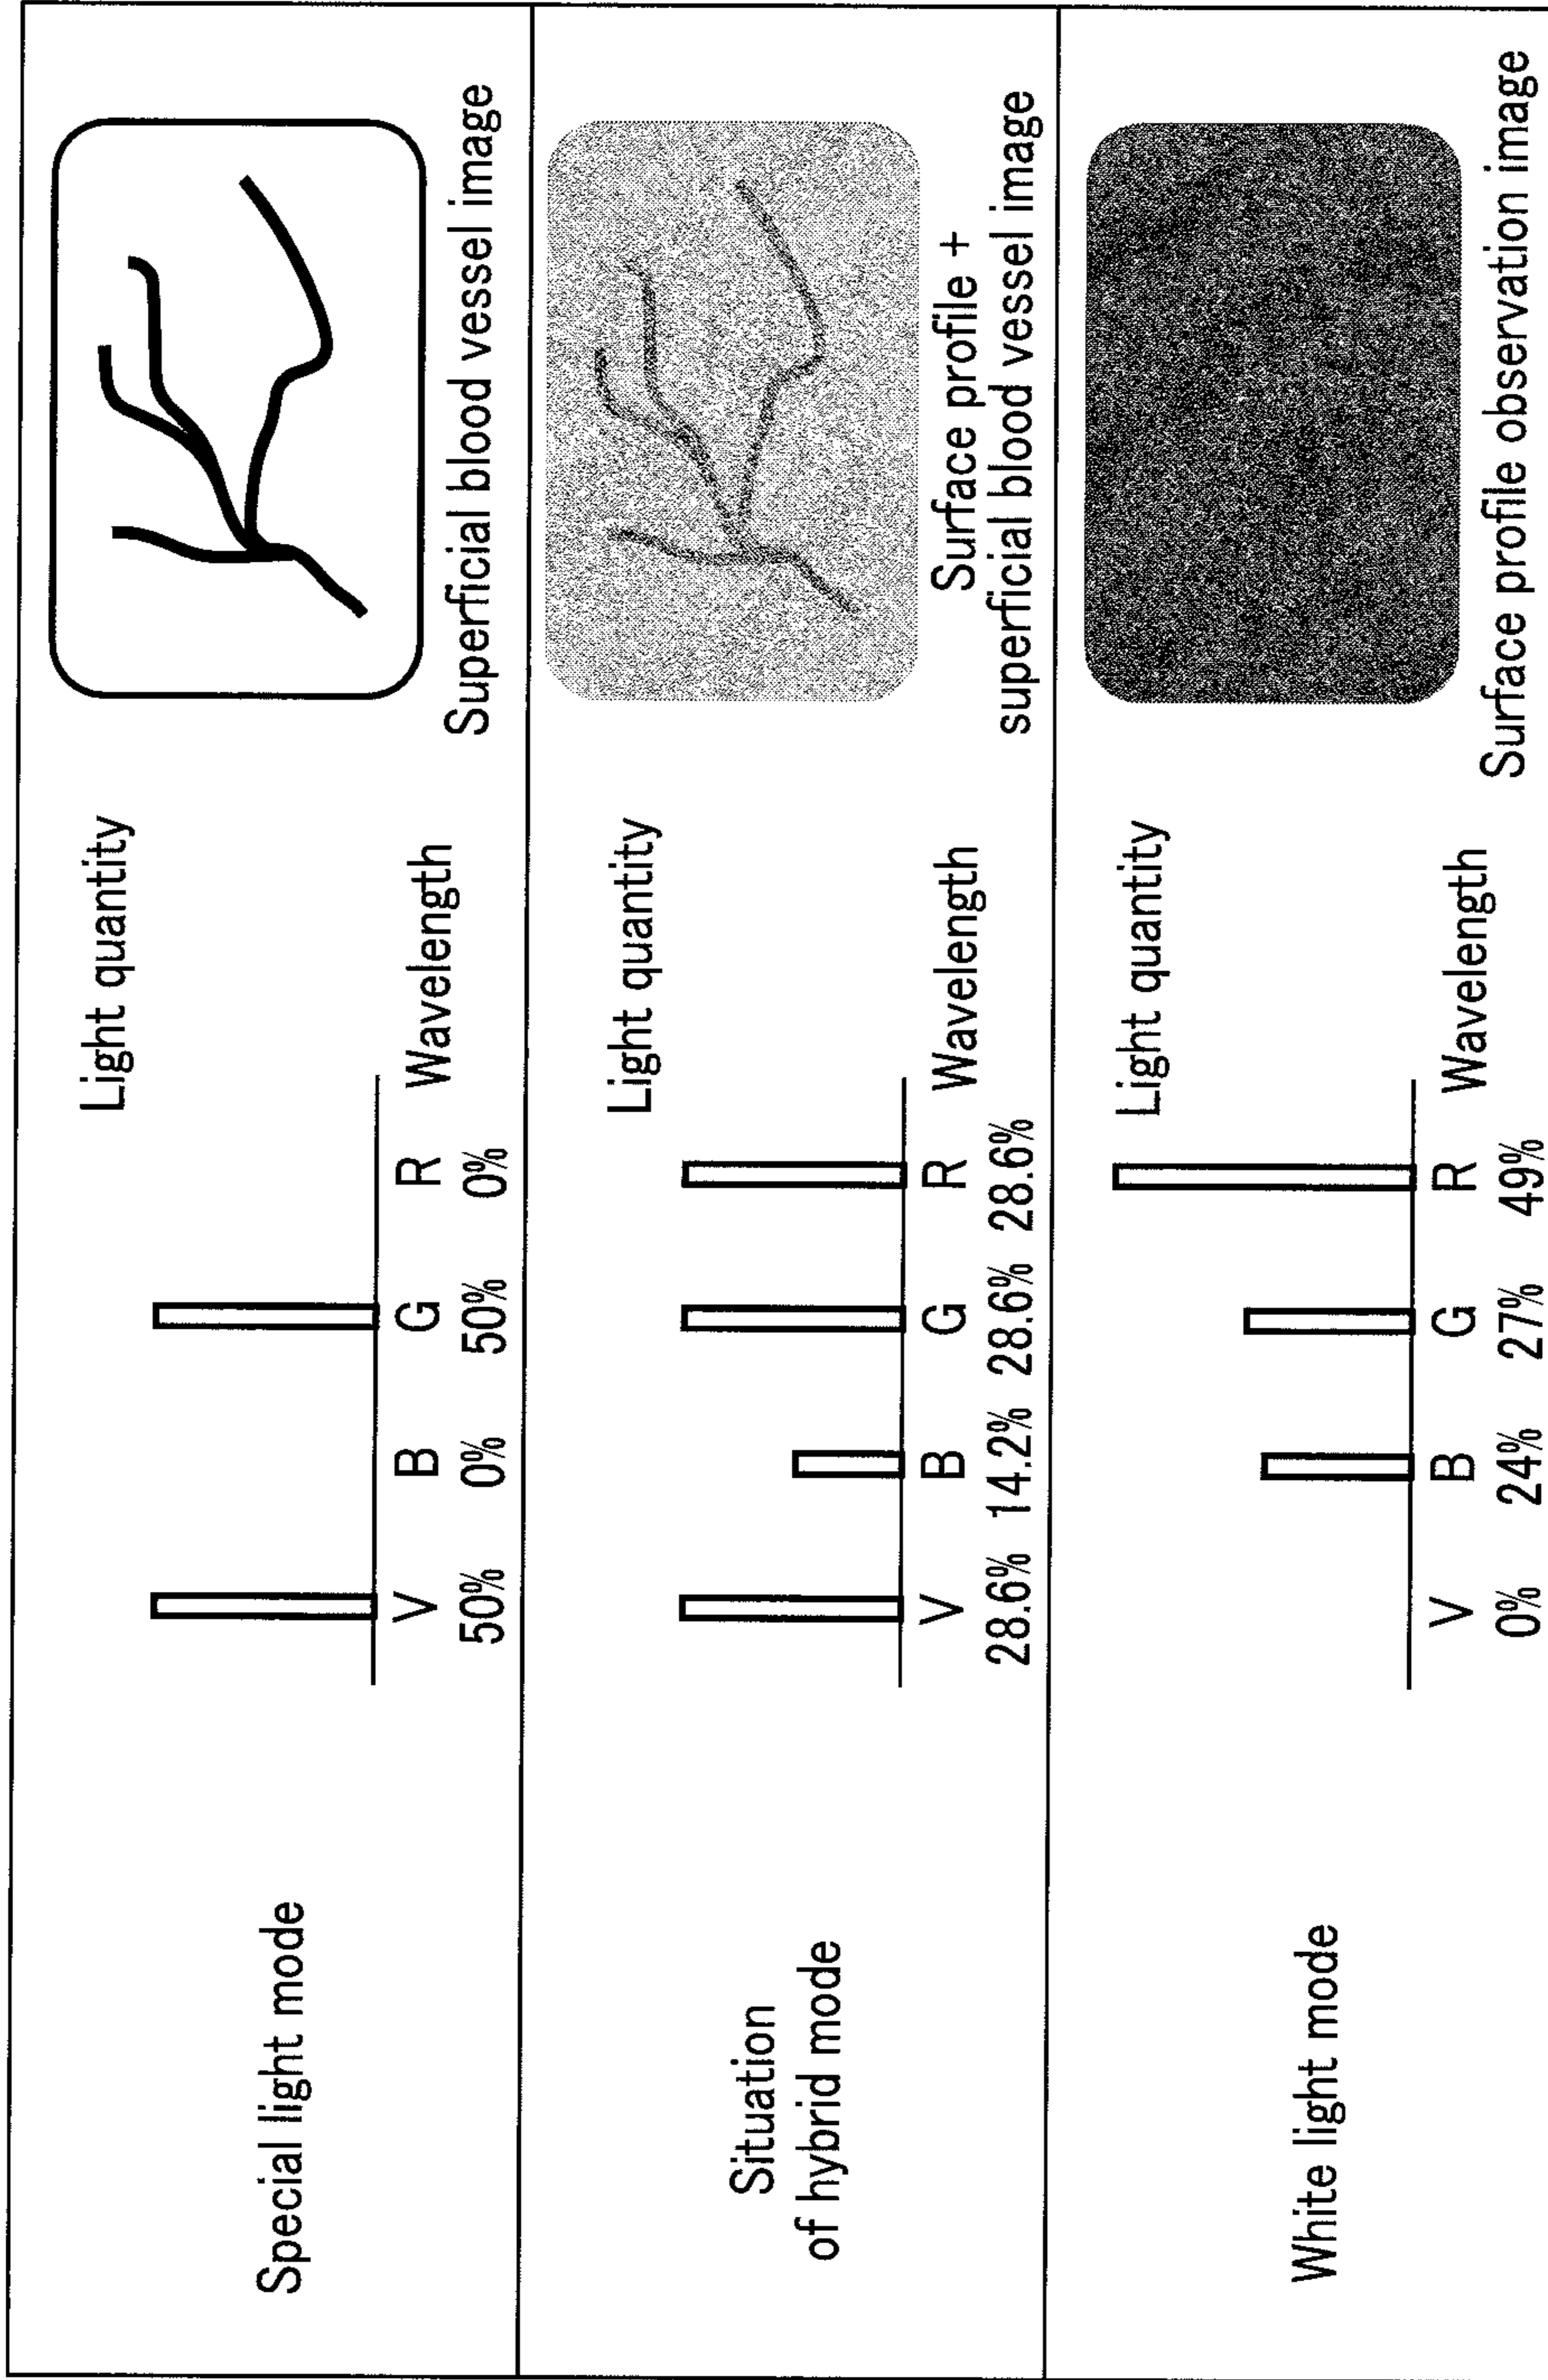 Special light mode
Light quantity
V B G R Wavelength
50% 0% 50% 0%
Superficial blood vessel image
Situation
of hybrid mode
Light quantity
V B G R Wavelength
28.6% 14.2% 28.6% 28.6%
Surface profile +
superficial blood vessel image
White light mode
Light quantity
V B G R Wavelength
0% 24% 27% 49%
Surface profile observation image